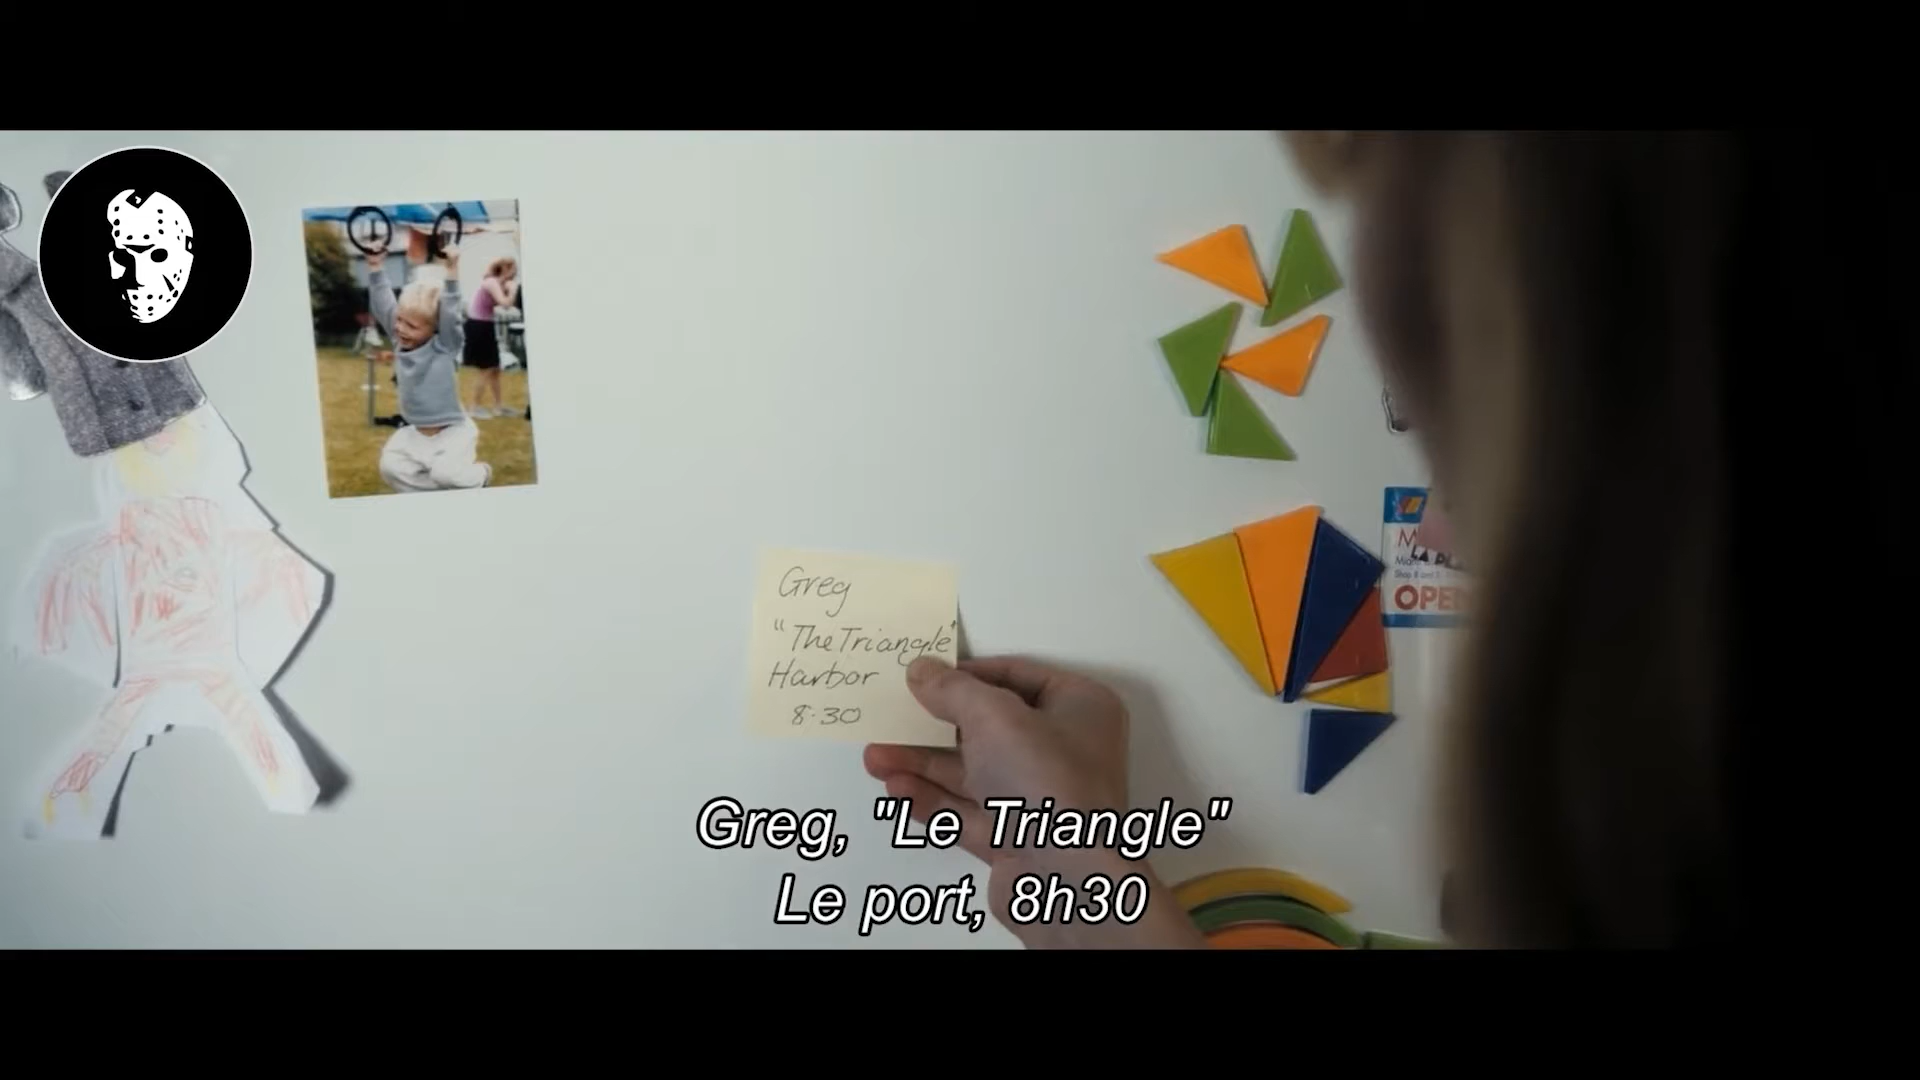 Greg
"The Triangle"
Harbor
8:30
OPE
Greg, "Le Triangle"
Le port, 8h30